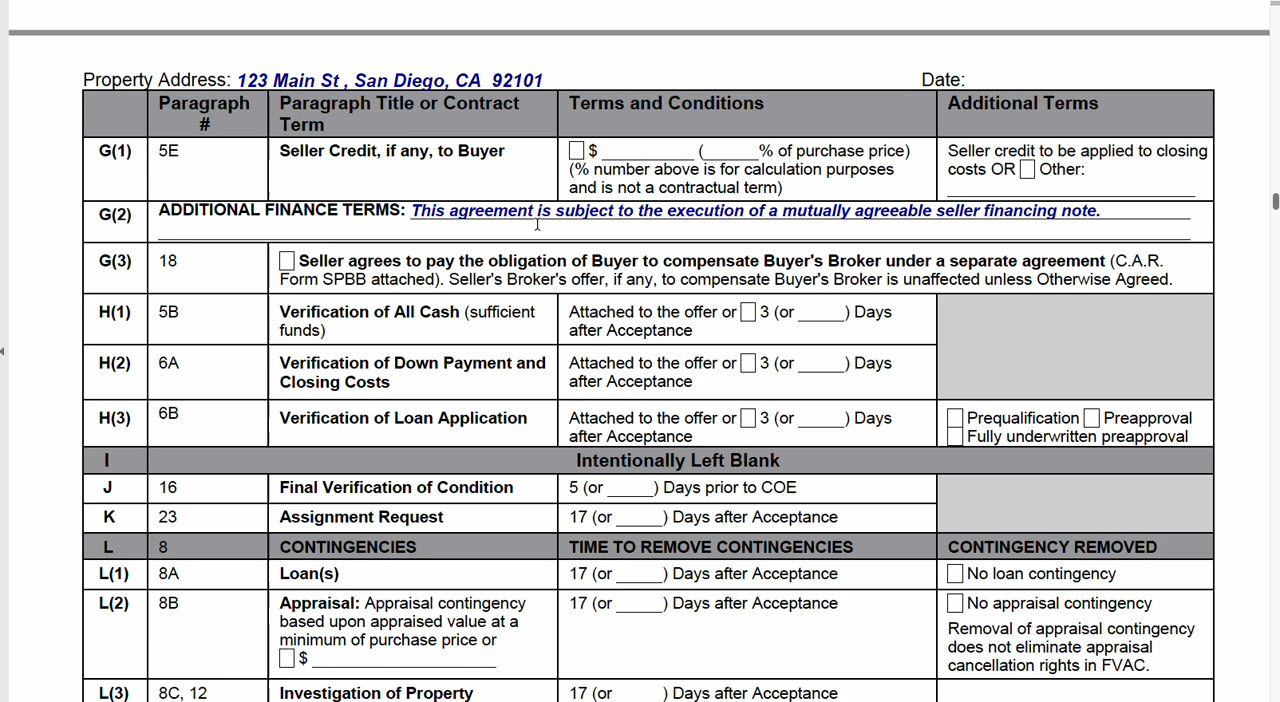 Property Address: 123 Main St , San Diego, CA 92101 Date:
Paragraph # Paragraph Title or Contract Term Terms and Conditions Additional Terms
G(1) 5E Seller Credit, if any, to Buyer $ __________ (______% of purchase price) Seller credit to be applied to closing
(% number above is for calculation purposes costs OR Other:
and is not a contractual term)
G(2) ADDITIONAL FINANCE TERMS: This agreement is subject to the execution of a mutually agreeable seller financing note.
G(3) 18 Seller agrees to pay the obligation of Buyer to compensate Buyer's Broker under a separate agreement (C.A.R.
Form SPBB attached). Seller's Broker's offer, if any, to compensate Buyer's Broker is unaffected unless Otherwise Agreed.
H(1) 5B Verification of All Cash (sufficient Attached to the offer or 3 (or _____) Days
funds) after Acceptance
H(2) 6A Verification of Down Payment and Attached to the offer or 3 (or _____) Days
Closing Costs after Acceptance
H(3) 6B Verification of Loan Application Attached to the offer or 3 (or _____) Days Prequalification Preapproval
after Acceptance Fully underwritten preapproval
I Intentionally Left Blank
J 16 Final Verification of Condition 5 (or _____) Days prior to COE
K 23 Assignment Request 17 (or _____) Days after Acceptance
L 8 CONTINGENCIES TIME TO REMOVE CONTINGENCIES CONTINGENCY REMOVED
L(1) 8A Loan(s) 17 (or _____) Days after Acceptance No loan contingency
L(2) 8B Appraisal: Appraisal contingency 17 (or _____) Days after Acceptance No appraisal contingency
based upon appraised value at a Removal of appraisal contingency
minimum of purchase price or does not eliminate appraisal
$ ____________________ cancellation rights in FVAC.
L(3) 8C, 12 Investigation of Property 17 (or _____) Days after Acceptance